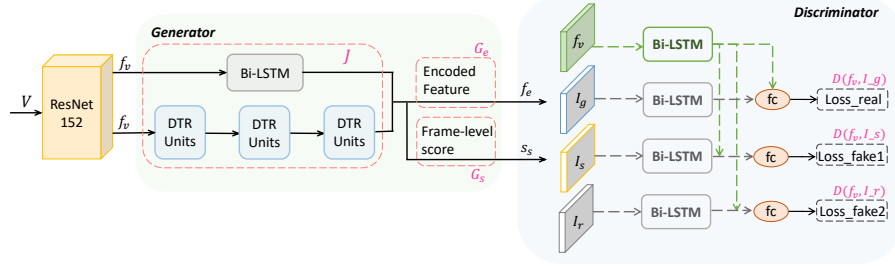 Generator
Discriminator
V
ResNet
152
f_v
f_v
J
Bi-LSTM
DTR
Units
DTR
Units
DTR
Units
G_e
Encoded
Feature
Frame-level
score
G_s
f_e
s_s
f_v
Bi-LSTM
I_g
Bi-LSTM
fc
D(f_v, I_g)
Loss_real
I_s
Bi-LSTM
fc
D(f_v, I_s)
Loss_fake1
I_r
Bi-LSTM
fc
D(f_v, I_r)
Loss_fake2